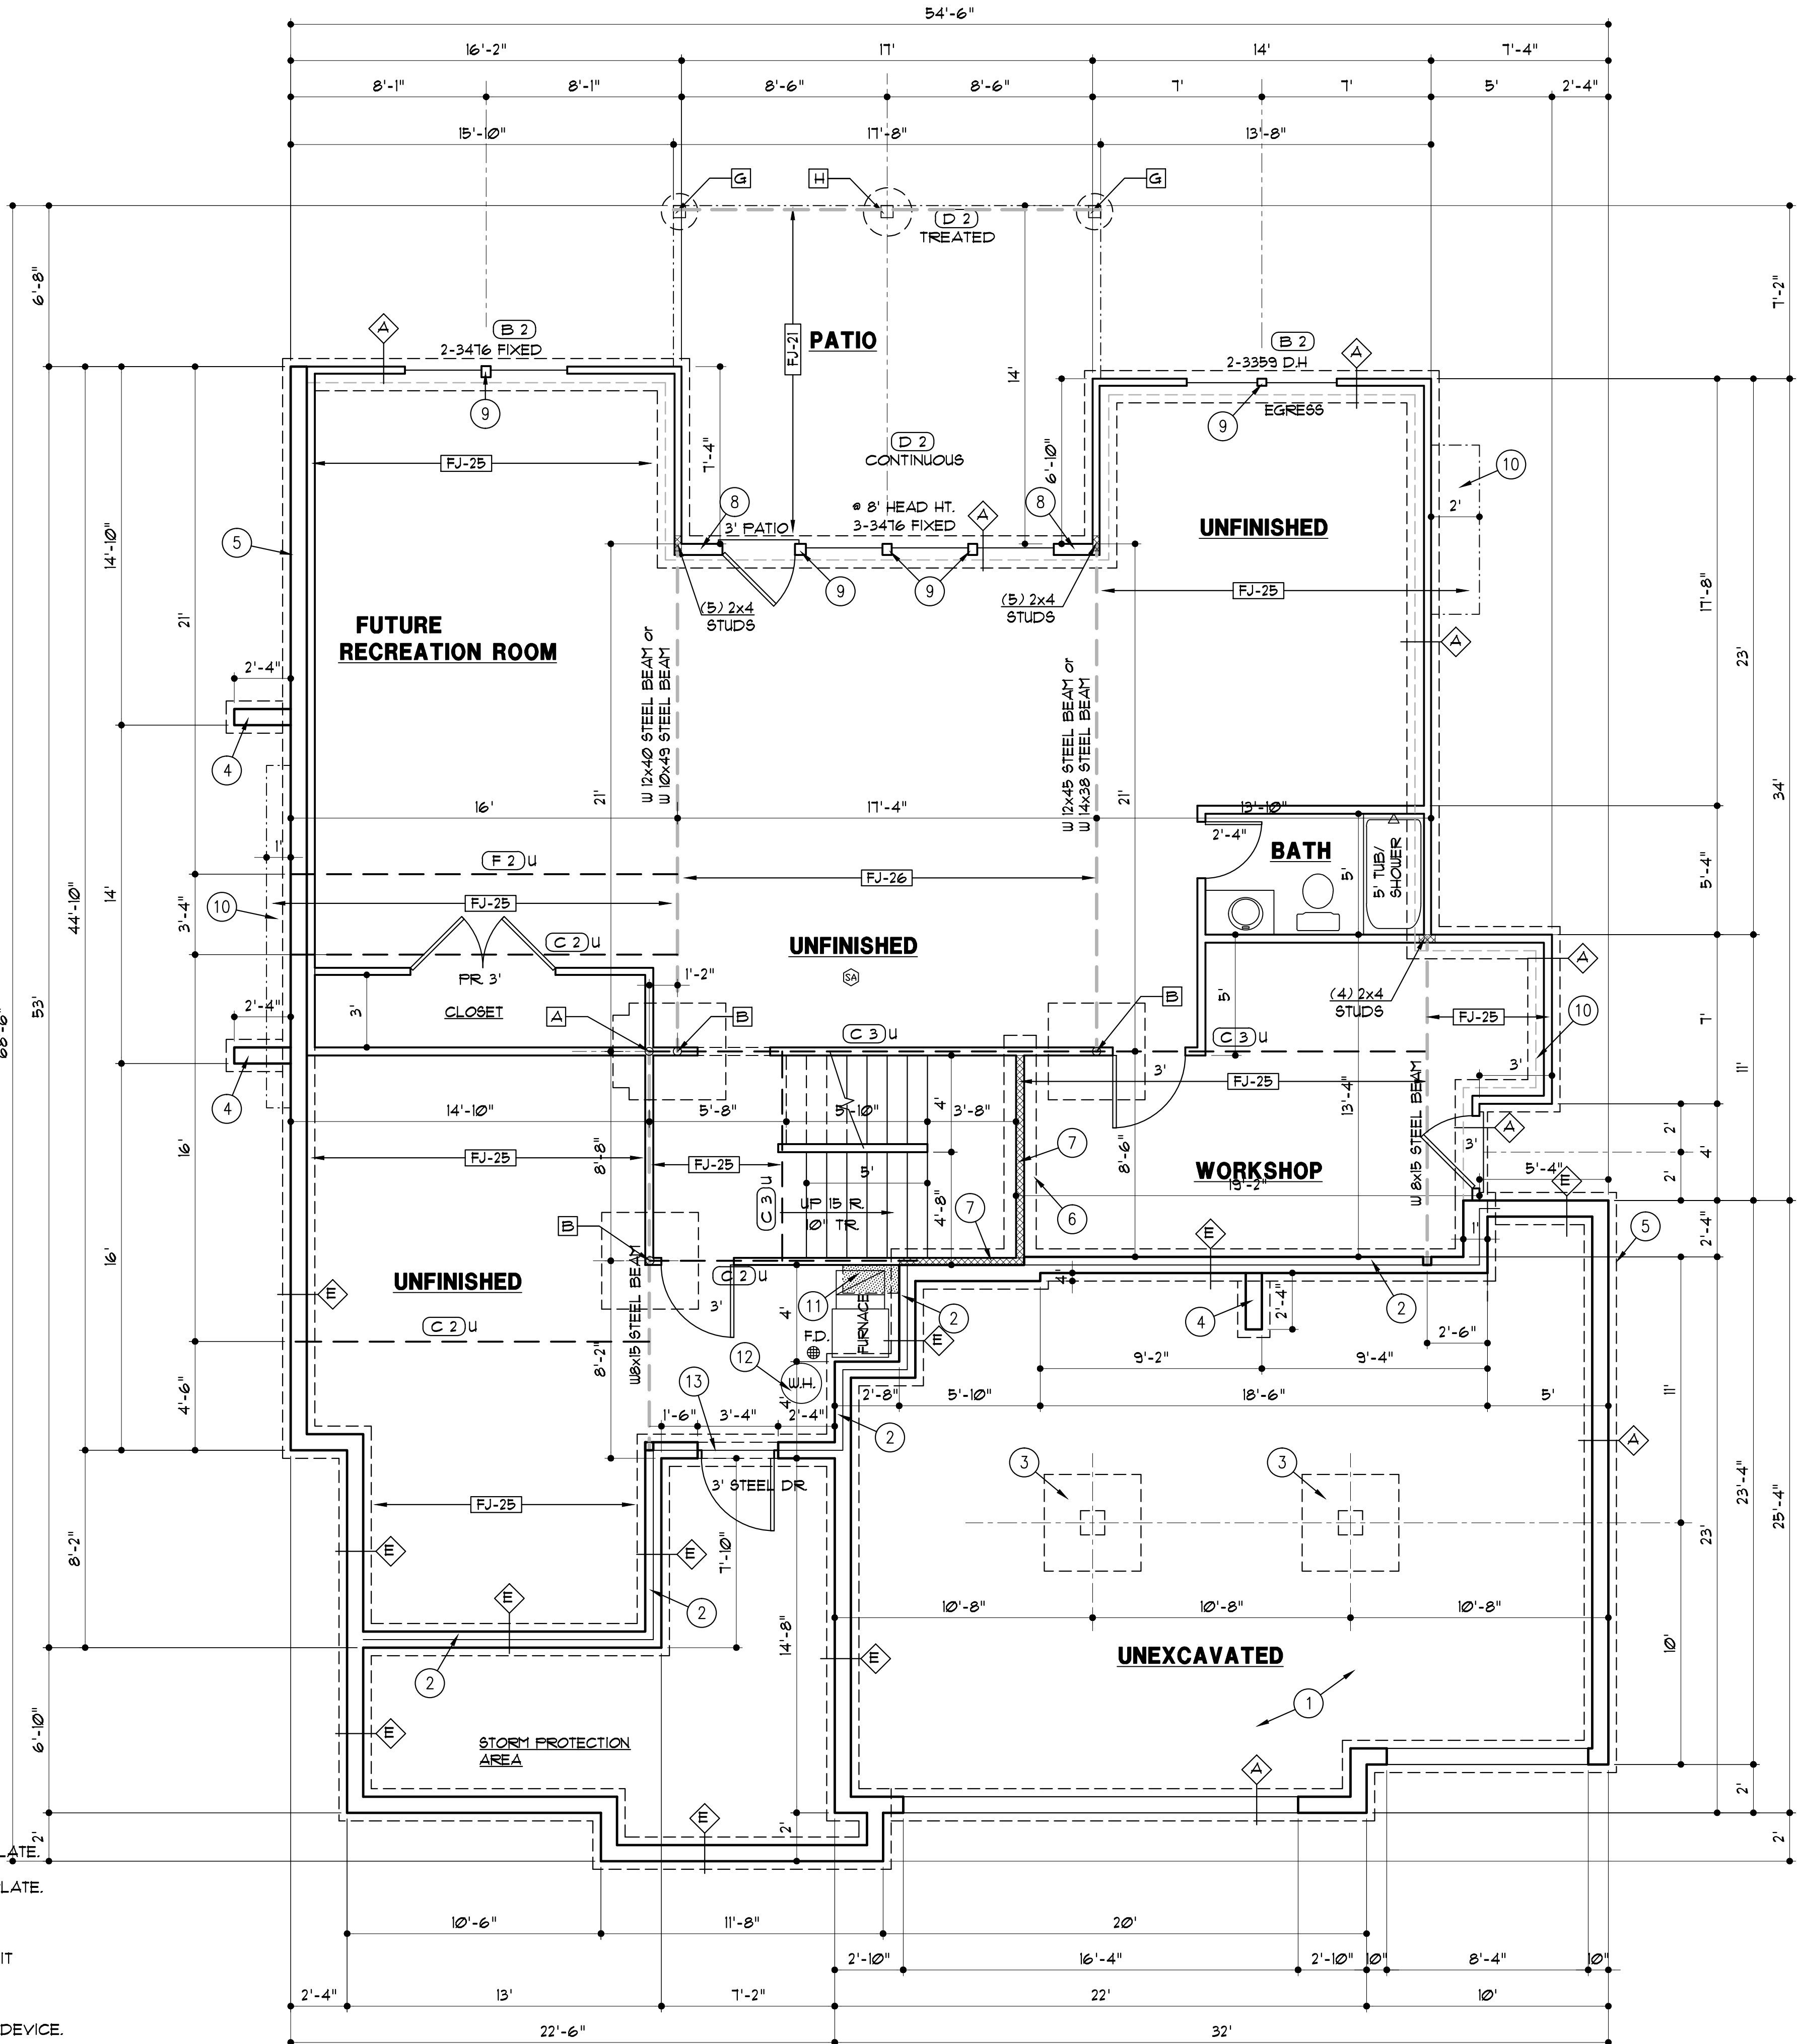 54'-6"
16'-2" 17' 14' 7'-4"
8'-1" 8'-1" 8'-6" 8'-6" 7' 7' 5' 2'-4"
15'-10" 17'-8" 13'-8"
G H G
D 2
TREATED
6'-8"
7'-2"
FJ-21
PATIO
14'
A
B 2
2-3476 FIXED
B 2
2-3359 D.H
A
EGRESS
9
9
D 2
CONTINUOUS
7'-4"
6'-10"
FJ-25
10
2'
8
@ 8' HEAD HT.
3-3476 FIXED
8
A
3' PATIO
UNFINISHED
5
14'-10"
17'-8"
9 9
FJ-25
(5) 2x4
STUDS
(5) 2x4
STUDS
21'
FUTURE
RECREATION ROOM
A
23'
2'-4"
4
W 12x40 STEEL BEAM or
W 10x49 STEEL BEAM
W 12x45 STEEL BEAM or
W 14x38 STEEL BEAM
34'
21'
21'
16' 17'-4" 13'-10"
2'-4"
BATH
5'
5' TUB/
SHOWER
5'-4"
1'
F 2 u
FJ-26
FJ-25
10
3'-4"
14'
44'-10"
53'
68'-6"
C 2 u
UNFINISHED
SA
PR 3'
1'-2"
CLOSET
3'
A
5'
(4) 2x4
STUDS
FJ-25
10
7'
11'
2'-4"
A B
B
C 3 u
C 3 u
4
FJ-25
3'
3'
W 8x15 STEEL BEAM
14'-10" 5'-8" 5'-10" 3'-8"
4'
13'-4"
8'-8"
8'-6"
7
A
3'
2'
4'
2'
FJ-25
FJ-25
5'
16'
16'
C 3 u
UP 15 R.
10" TR.
4'-8"
7
6
WORKSHOP
19'-2"
5'-4"
E
5
B
E
1'
2'-4"
UNFINISHED
E
C 2 u
3'
4'
11
2
4"
4
2'-4"
2
FURNACE
F.D.
E
C 2 u
W8x15 STEEL BEAM
8'-2"
12
W.H.
4'
2'-6"
9'-2" 9'-4"
13
2'-8" 5'-10" 18'-6" 5'
11'
4'-6"
1'-6" 3'-4" 2'-4"
2
A
3' STEEL DR.
3 3
23'-4"
25'-4"
FJ-25
8'-2"
E
E
7'-10"
23'
E
2
2
10'-8" 10'-8" 10'-8"
14'-8"
E
UNEXCAVATED
10'
1
6'-10"
E
STORM PROTECTION
AREA
A
2'
E
2'
2'
2'
LATE.
LATE.
10'-6" 11'-8" 20'
IT
2'-10" 16'-4" 2'-10" 10" 8'-4" 10"
2'-4" 13' 7'-2" 22' 10'
DEVICE.
22'-6" 32'